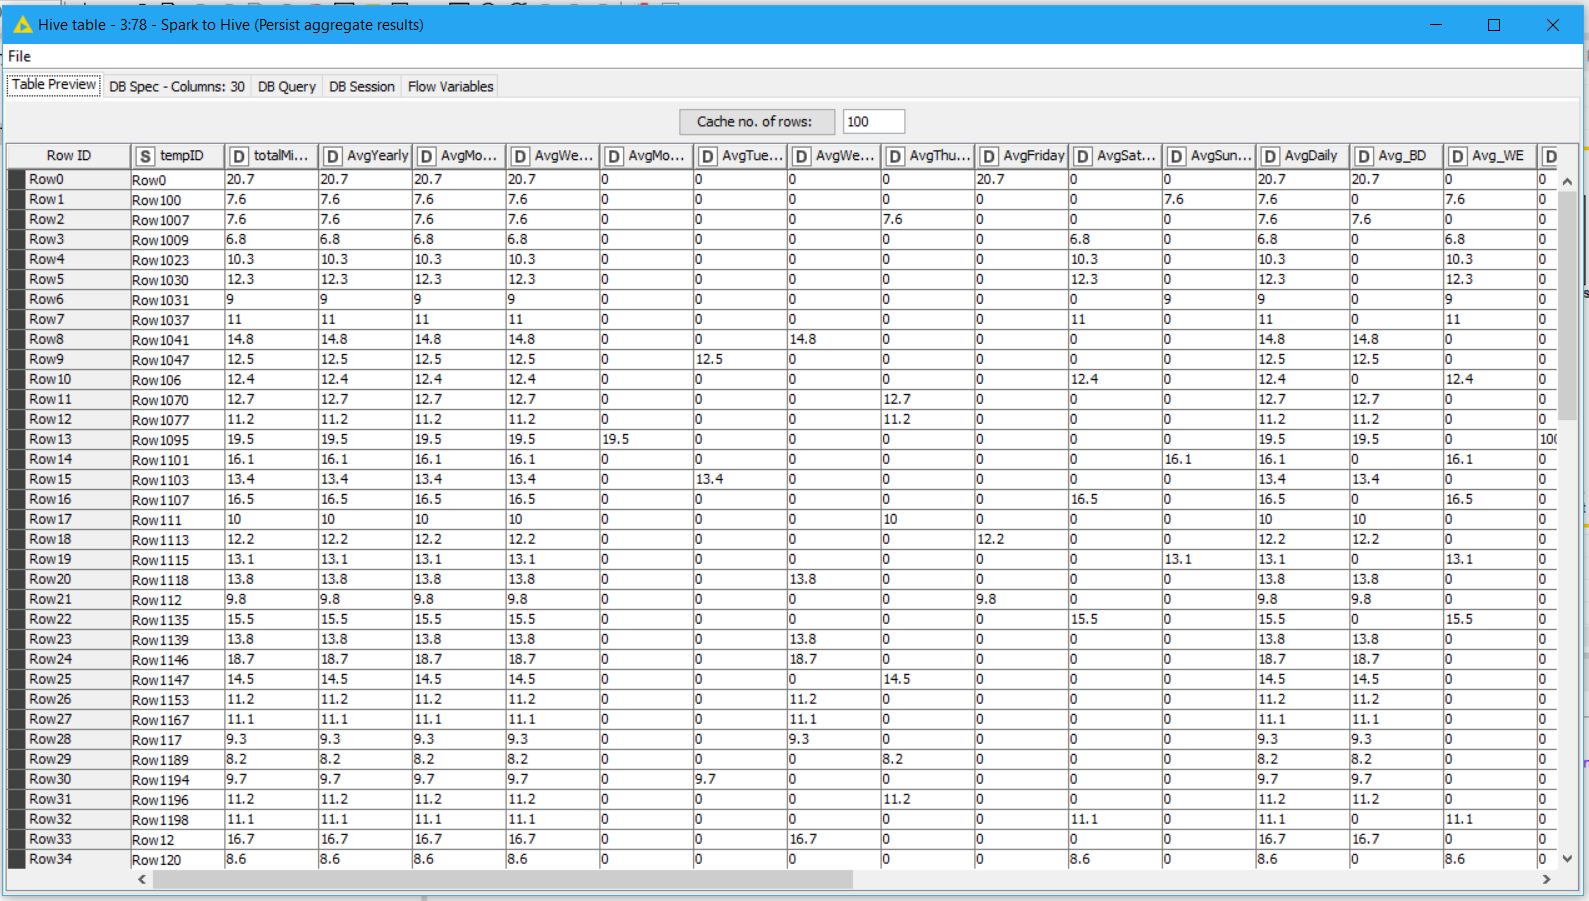 Hive table - 3:78 - Spark to Hive (Persist aggregate results)
File
Table Preview DB Spec - Columns: 30 DB Query DB Session Flow Variables
Cache no. of rows: 100
Row ID S tempID D totalMi... D AvgYearly D AvgMo... D AvgWe... D AvgMo... D AvgTue... D AvgWe... D AvgThu... D AvgFriday D AvgSat... D AvgSun... D AvgDaily D Avg_BD D Avg_WE D
Row0 Row0 20.7 20.7 20.7 20.7 0 0 0 0 20.7 0 0 20.7 20.7 0 0
Row1 Row100 7.6 7.6 7.6 7.6 0 0 0 0 0 0 7.6 7.6 0 7.6 0
Row2 Row1007 7.6 7.6 7.6 7.6 0 0 0 7.6 0 0 0 7.6 7.6 0 0
Row3 Row1009 6.8 6.8 6.8 6.8 0 0 0 0 0 6.8 0 6.8 0 6.8 0
Row4 Row1023 10.3 10.3 10.3 10.3 0 0 0 0 0 10.3 0 10.3 0 10.3 0
Row5 Row1030 12.3 12.3 12.3 12.3 0 0 0 0 0 12.3 0 12.3 0 12.3 0
Row6 Row1031 9 9 9 9 0 0 0 0 0 0 9 9 0 9 0
Row7 Row1037 11 11 11 11 0 0 0 0 0 11 0 11 0 11 0
Row8 Row1041 14.8 14.8 14.8 14.8 0 0 14.8 0 0 0 0 14.8 14.8 0 0
Row9 Row1047 12.5 12.5 12.5 12.5 0 12.5 0 0 0 0 0 12.5 12.5 0 0
Row10 Row106 12.4 12.4 12.4 12.4 0 0 0 0 0 12.4 0 12.4 0 12.4 0
Row11 Row1070 12.7 12.7 12.7 12.7 0 0 0 12.7 0 0 0 12.7 12.7 0 0
Row12 Row1077 11.2 11.2 11.2 11.2 0 0 0 11.2 0 0 0 11.2 11.2 0 0
Row13 Row1095 19.5 19.5 19.5 19.5 19.5 0 0 0 0 0 0 19.5 19.5 0 100
Row14 Row1101 16.1 16.1 16.1 16.1 0 0 0 0 0 0 16.1 16.1 0 16.1 0
Row15 Row1103 13.4 13.4 13.4 13.4 0 13.4 0 0 0 0 0 13.4 13.4 0 0
Row16 Row1107 16.5 16.5 16.5 16.5 0 0 0 0 0 16.5 0 16.5 0 16.5 0
Row17 Row111 10 10 10 10 0 0 0 10 0 0 0 10 10 0 0
Row18 Row1113 12.2 12.2 12.2 12.2 0 0 0 0 12.2 0 0 12.2 12.2 0 0
Row19 Row1115 13.1 13.1 13.1 13.1 0 0 0 0 0 0 13.1 13.1 0 13.1 0
Row20 Row1118 13.8 13.8 13.8 13.8 0 0 13.8 0 0 0 0 13.8 13.8 0 0
Row21 Row112 9.8 9.8 9.8 9.8 0 0 0 0 9.8 0 0 9.8 9.8 0 0
Row22 Row1135 15.5 15.5 15.5 15.5 0 0 0 0 0 15.5 0 15.5 0 15.5 0
Row23 Row1139 13.8 13.8 13.8 13.8 0 0 13.8 0 0 0 0 13.8 13.8 0 0
Row24 Row1146 18.7 18.7 18.7 18.7 0 0 18.7 0 0 0 0 18.7 18.7 0 0
Row25 Row1147 14.5 14.5 14.5 14.5 0 0 0 14.5 0 0 0 14.5 14.5 0 0
Row26 Row1153 11.2 11.2 11.2 11.2 0 0 11.2 0 0 0 0 11.2 11.2 0 0
Row27 Row1167 11.1 11.1 11.1 11.1 0 0 11.1 0 0 0 0 11.1 11.1 0 0
Row28 Row117 9.3 9.3 9.3 9.3 0 0 9.3 0 0 0 0 9.3 9.3 0 0
Row29 Row1189 8.2 8.2 8.2 8.2 0 0 0 8.2 0 0 0 8.2 8.2 0 0
Row30 Row1194 9.7 9.7 9.7 9.7 0 9.7 0 0 0 0 0 9.7 9.7 0 0
Row31 Row1196 11.2 11.2 11.2 11.2 0 0 0 11.2 0 0 0 11.2 11.2 0 0
Row32 Row1198 11.1 11.1 11.1 11.1 0 0 0 0 0 11.1 0 11.1 0 11.1 0
Row33 Row12 16.7 16.7 16.7 16.7 0 0 16.7 0 0 0 0 16.7 16.7 0 0
Row34 Row120 8.6 8.6 8.6 8.6 0 0 0 0 0 8.6 0 8.6 0 8.6 0